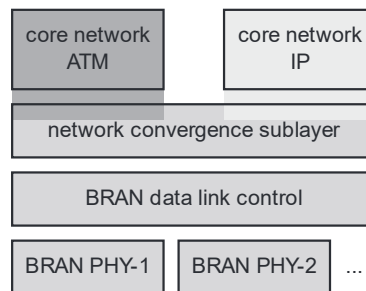 core network
ATM
core network
IP
network convergence sublayer
BRAN data link control
BRAN PHY-1
BRAN PHY-2
...